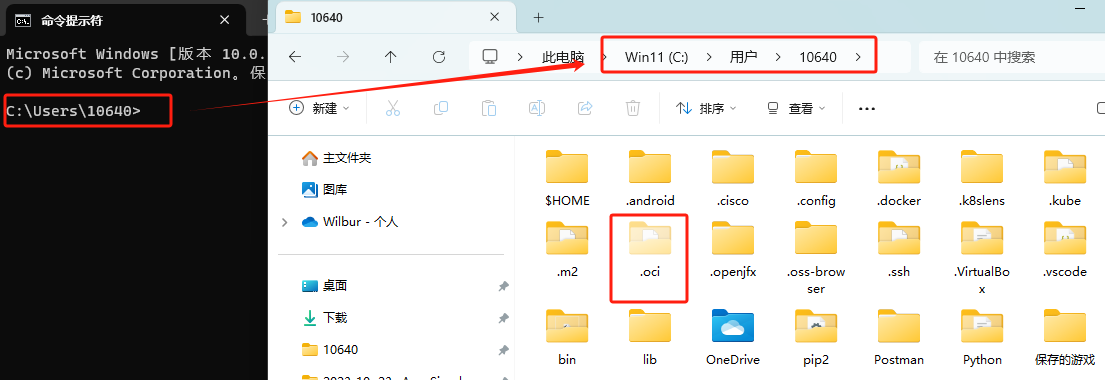 命令提示符
Microsoft Windows [版本 10.0.
(c) Microsoft Corporation。保
C:\Users\10640>
10640
此电脑
Win11 (C:)
用户
10640
在 10640 中搜索
新建
排序
查看
主文件夹
图库
Wilbur - 个人
桌面
下载
10640
$HOME
.android
.cisco
.config
.docker
.k8slens
.kube
.m2
.oci
.openjfx
.oss-brow
ser
.ssh
.VirtualBo
x
.vscode
bin
lib
OneDrive
pip2
Postman
Python
保存的游戏